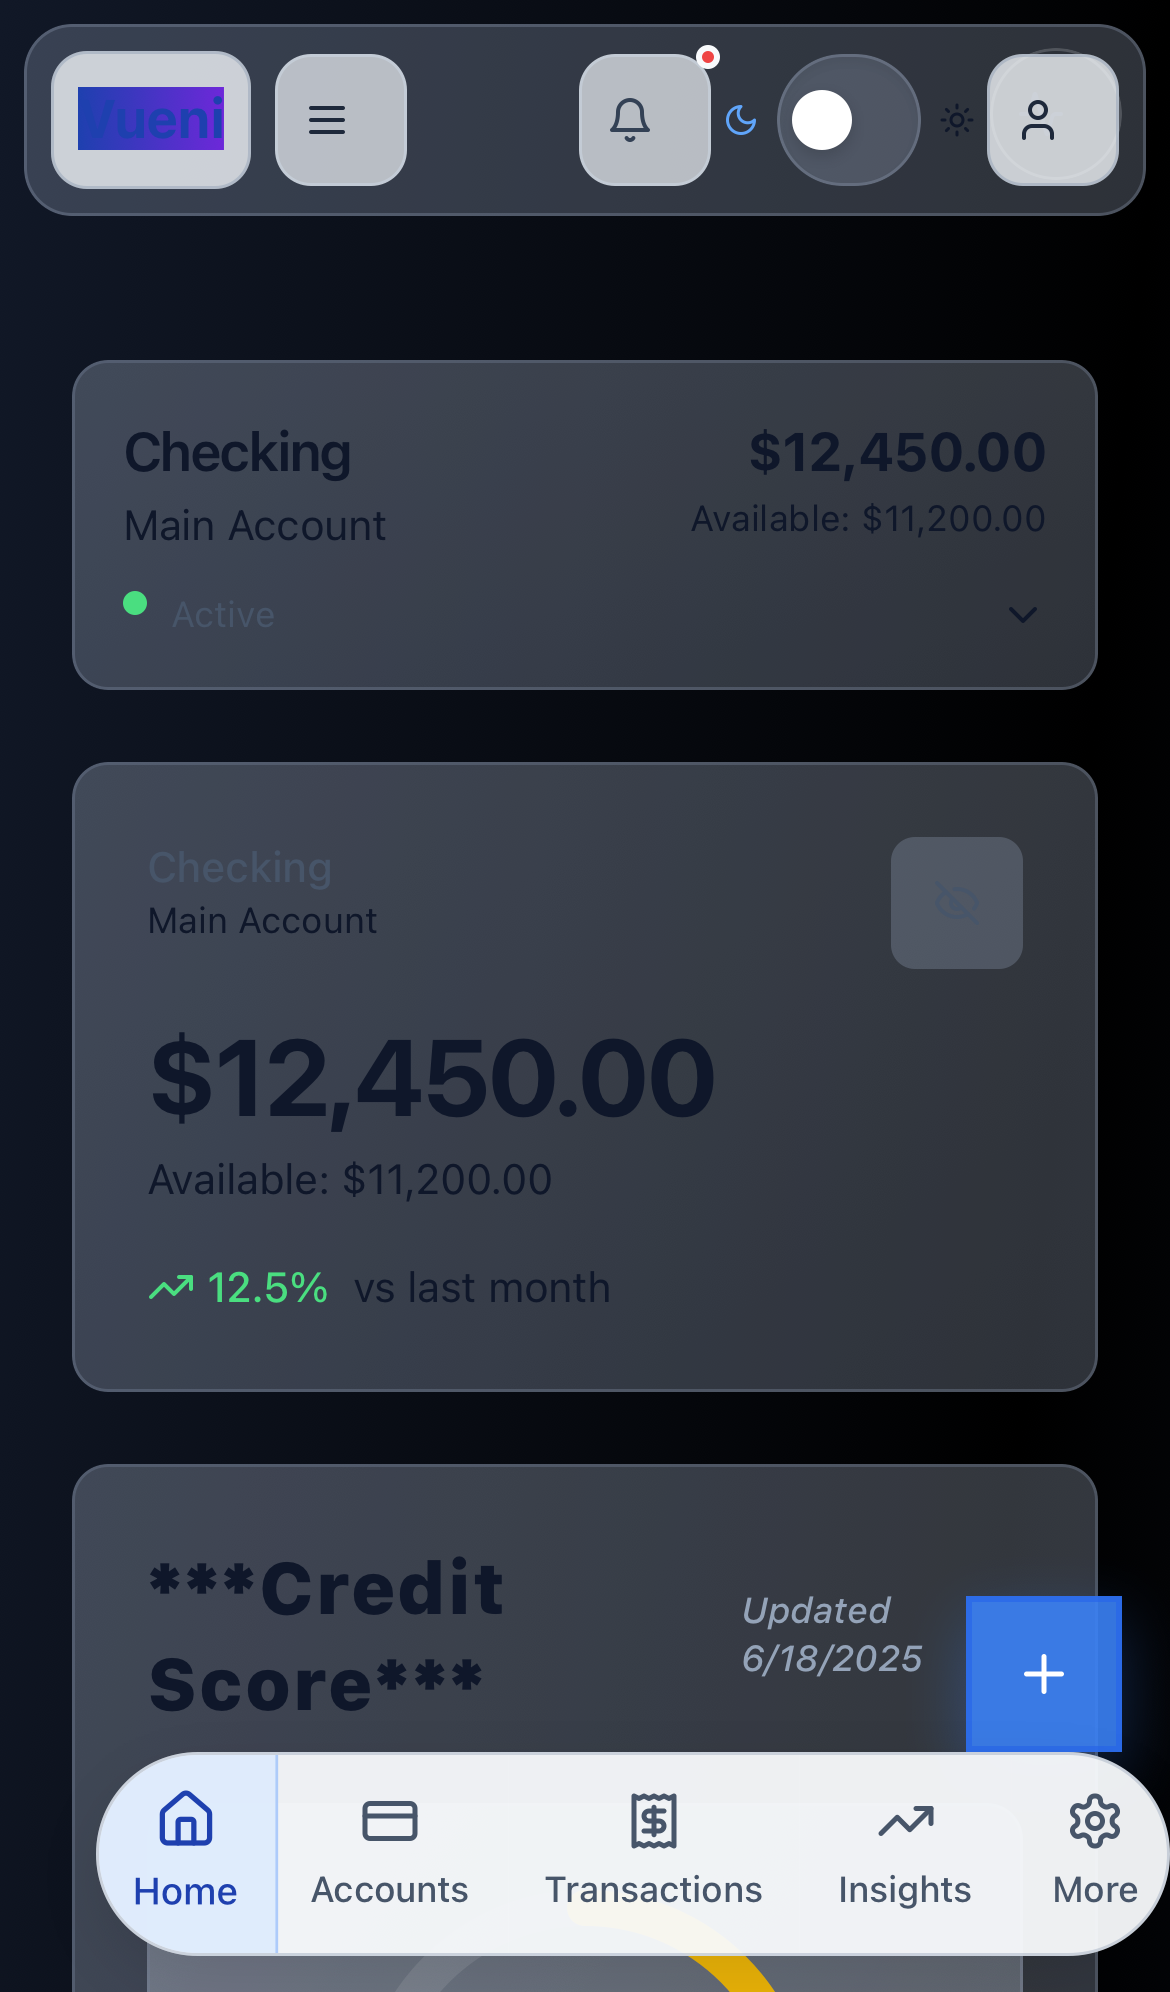 Vueni
Checking
$12,450.00
Main Account
Available: $11,200.00
Active
Checking
Main Account
$12,450.00
Available: $11,200.00
12.5% vs last month
***Credit
Score***
Updated
6/18/2025
Home
Accounts
Transactions
Insights
More